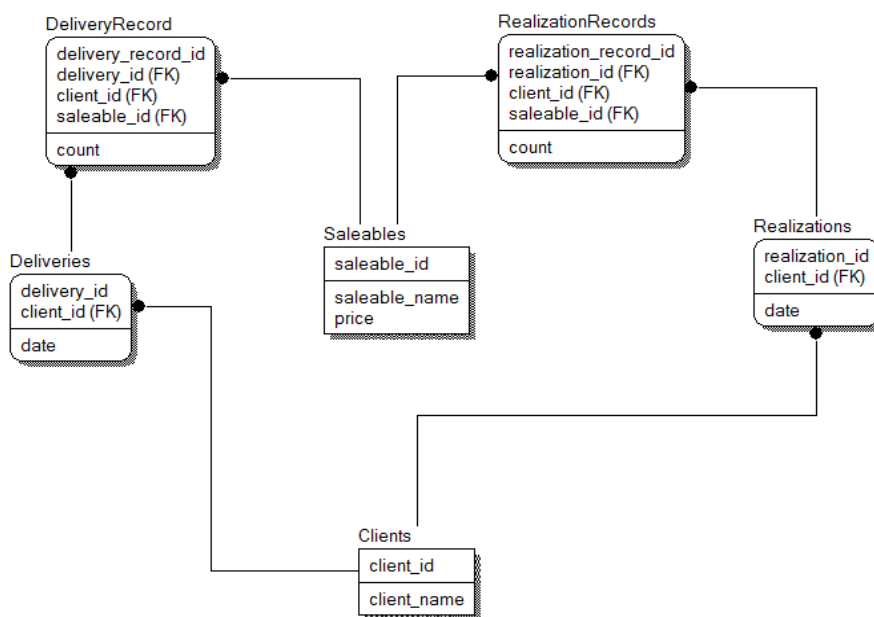 DeliveryRecord
delivery_record_id
delivery_id (FK)
client_id (FK)
saleable_id (FK)
count
RealizationRecords
realization_record_id
realization_id (FK)
client_id (FK)
saleable_id (FK)
count
Deliveries
delivery_id
client_id (FK)
date
Saleables
saleable_id
saleable_name
price
Realizations
realization_id
client_id (FK)
date
Clients
client_id
client_name